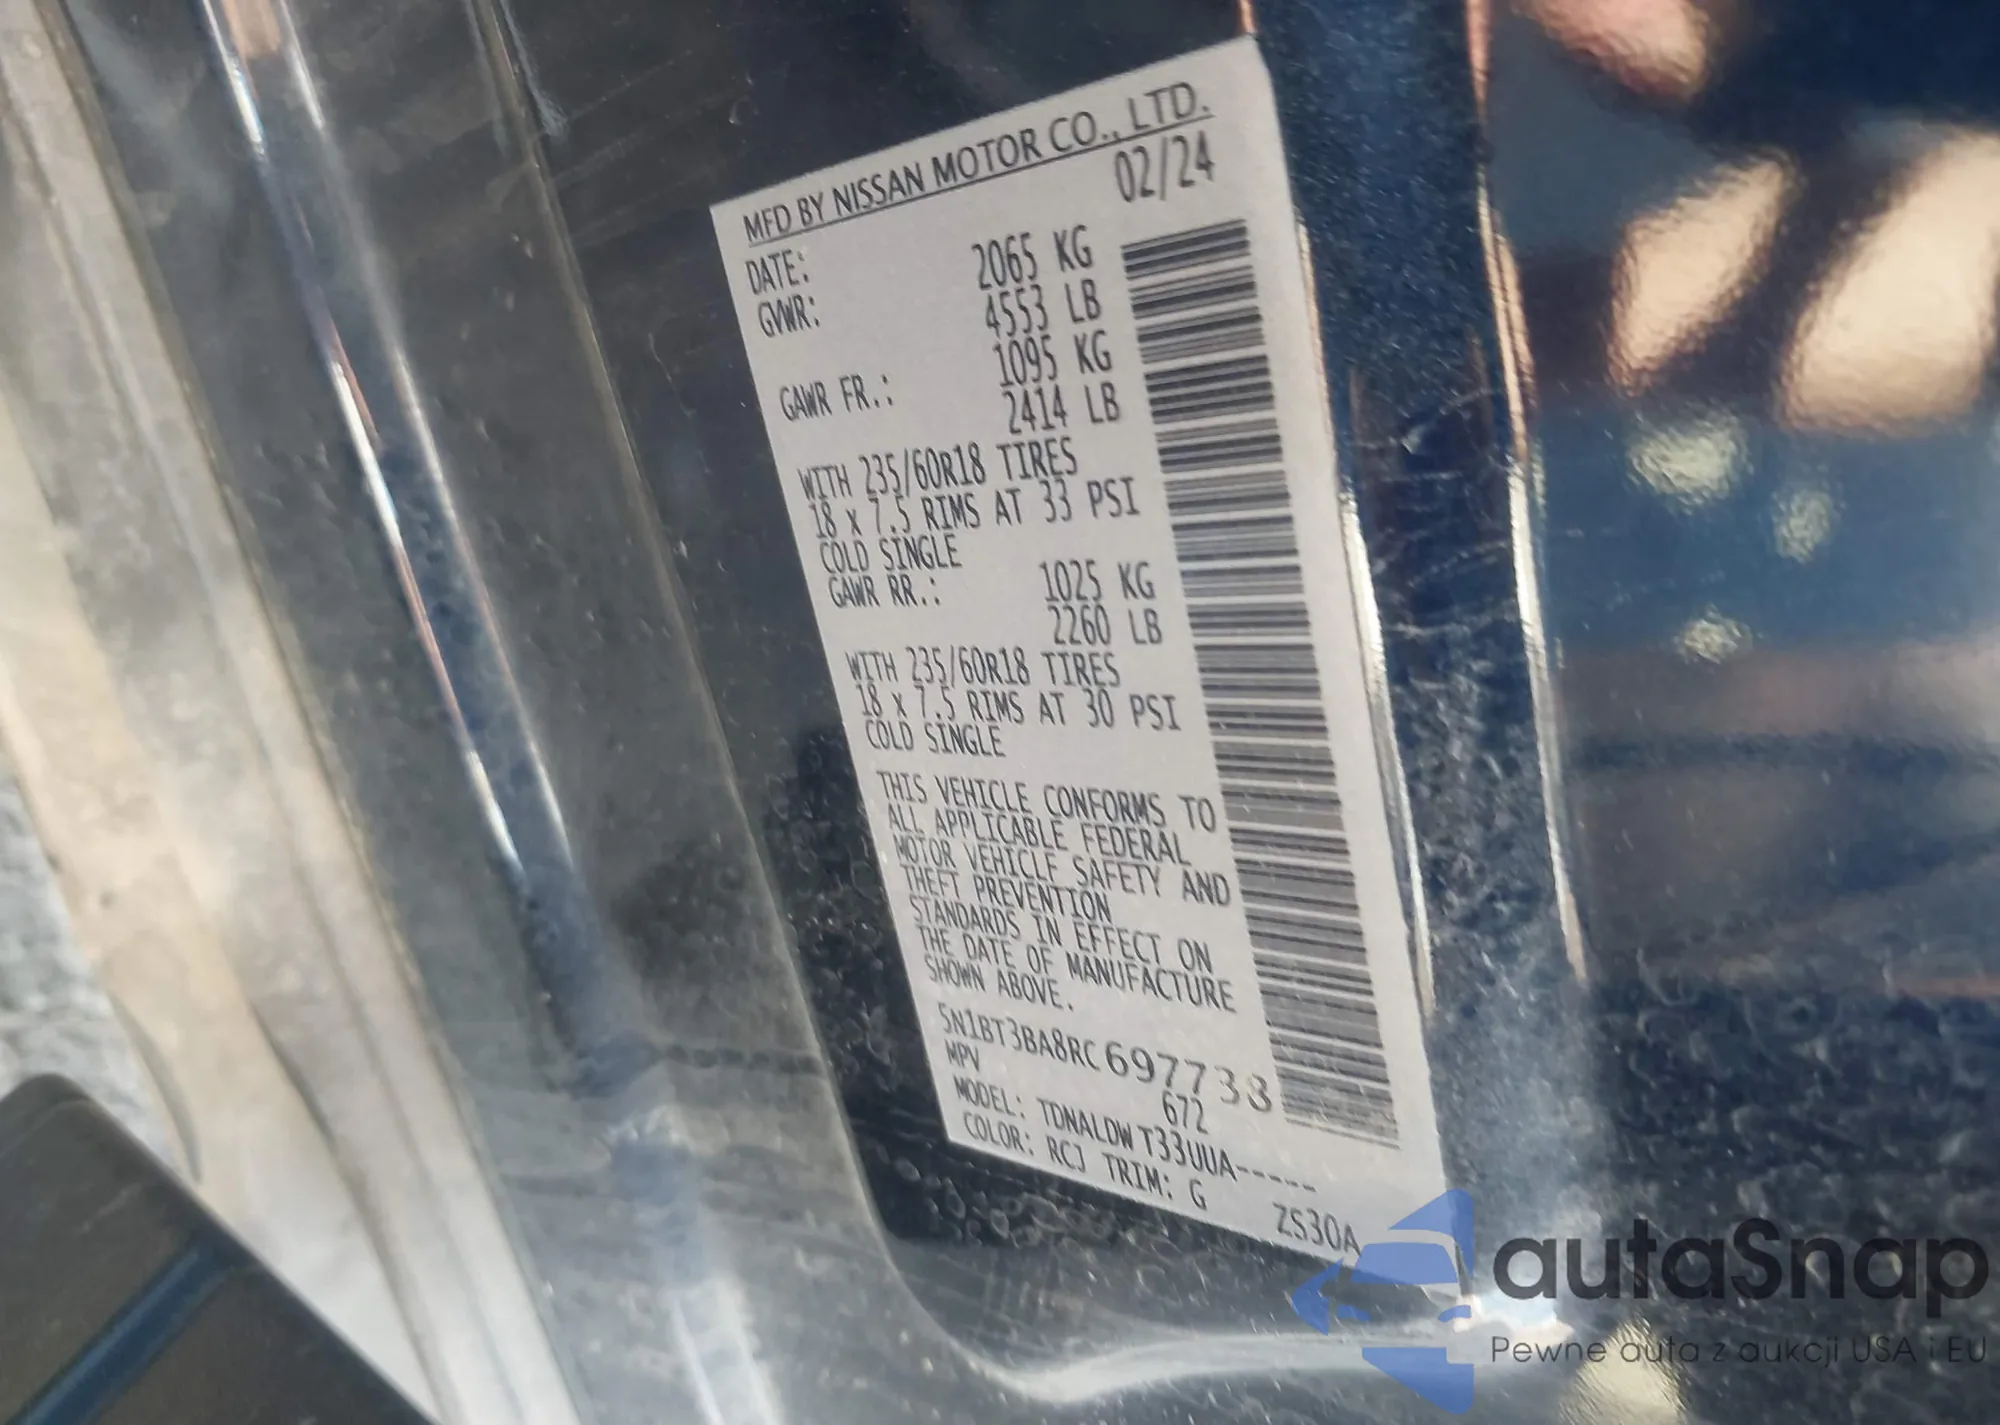 MFD BY NISSAN MOTOR CO., LTD.
DATE: 02/24
GVWR: 2065 KG
4553 LB
GAWR FR.: 1095 KG
2414 LB
WITH 235/60R18 TIRES
18 x 7.5 RIMS AT 33 PSI
COLD SINGLE
GAWR RR.: 1025 KG
2260 LB
WITH 235/60R18 TIRES
18 x 7.5 RIMS AT 30 PSI
COLD SINGLE
THIS VEHICLE CONFORMS TO
ALL APPLICABLE FEDERAL
MOTOR VEHICLE SAFETY AND
THEFT PREVENTION
STANDARDS IN EFFECT ON
THE DATE OF MANUFACTURE
SHOWN ABOVE.
5N1BT3BA8RC697738
MPV 672
MODEL: TDNALDW T33UUA-----
COLOR: RCJ TRIM: G ZS30A
autaSnap
Pewne auta z aukcji USA i EU